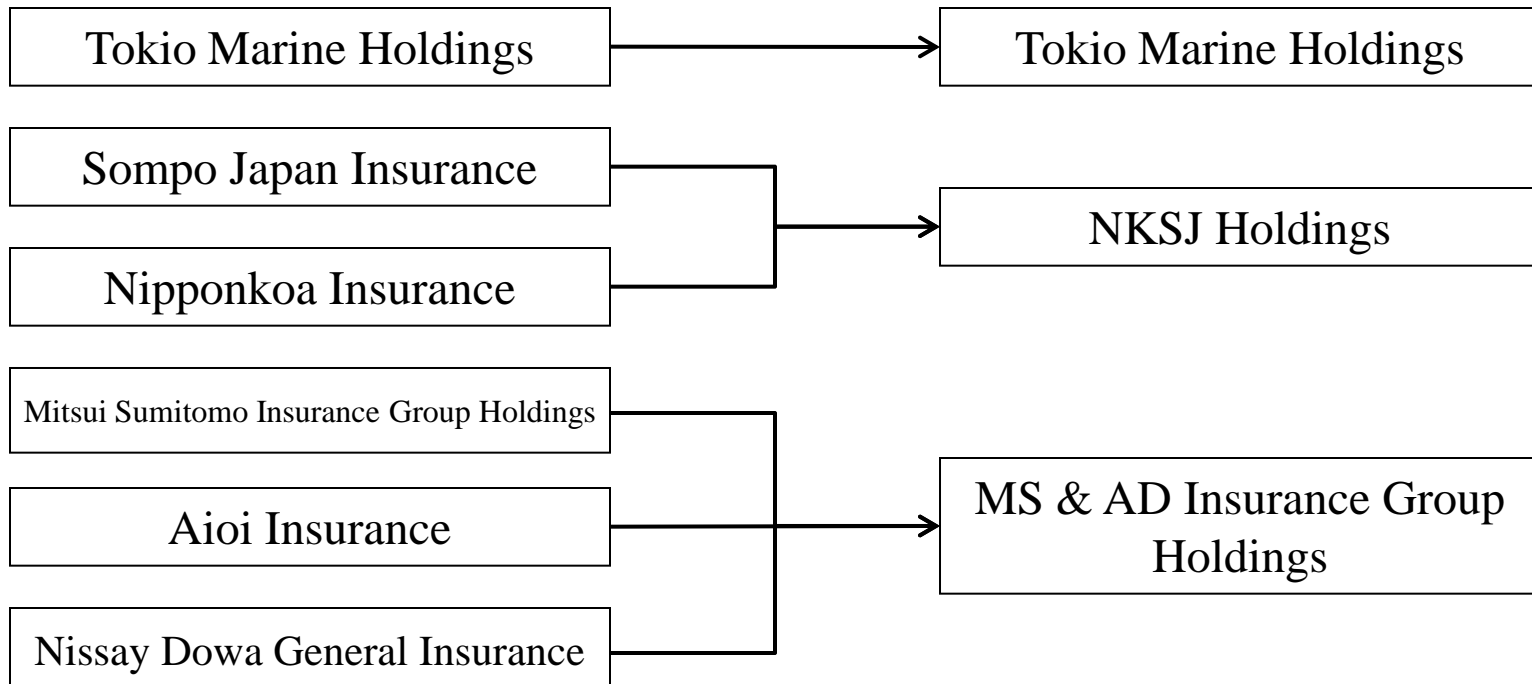 Tokio Marine Holdings
Tokio Marine Holdings
Sompo Japan Insurance
NKSJ Holdings
Nipponkoa Insurance
Mitsui Sumitomo Insurance Group Holdings
Aioi Insurance
MS & AD Insurance Group
Holdings
Nissay Dowa General Insurance